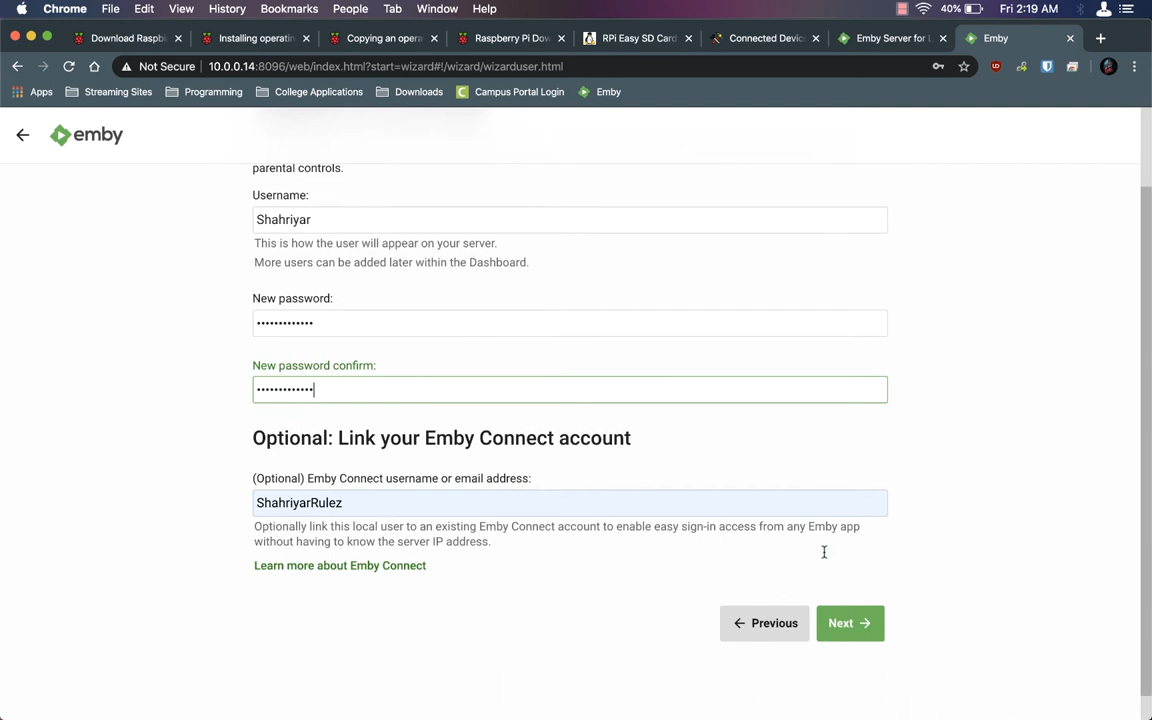 Chrome File Edit View History Bookmarks People Tab Window Help 40% Fri 2:19 AM
Download Raspbi Installing operatin Copying an opera Raspberry Pi Dow RPi Easy SD Card Connected Devic Emby Server for L Emby
Not Secure 10.0.0.14:8096/web/index.html?start=wizard#!/wizard/wizarduser.html
Apps Streaming Sites Programming College Applications Downloads Campus Portal Login Emby
emby
parental controls.
Username:
Shahriyar
This is how the user will appear on your server.
More users can be added later within the Dashboard.
New password:
•••••••••••••
New password confirm:
•••••••••••••
Optional: Link your Emby Connect account
(Optional) Emby Connect username or email address:
ShahriyarRulez
Optionally link this local user to an existing Emby Connect account to enable easy sign-in access from any Emby app
without having to know the server IP address.
Learn more about Emby Connect
Previous Next